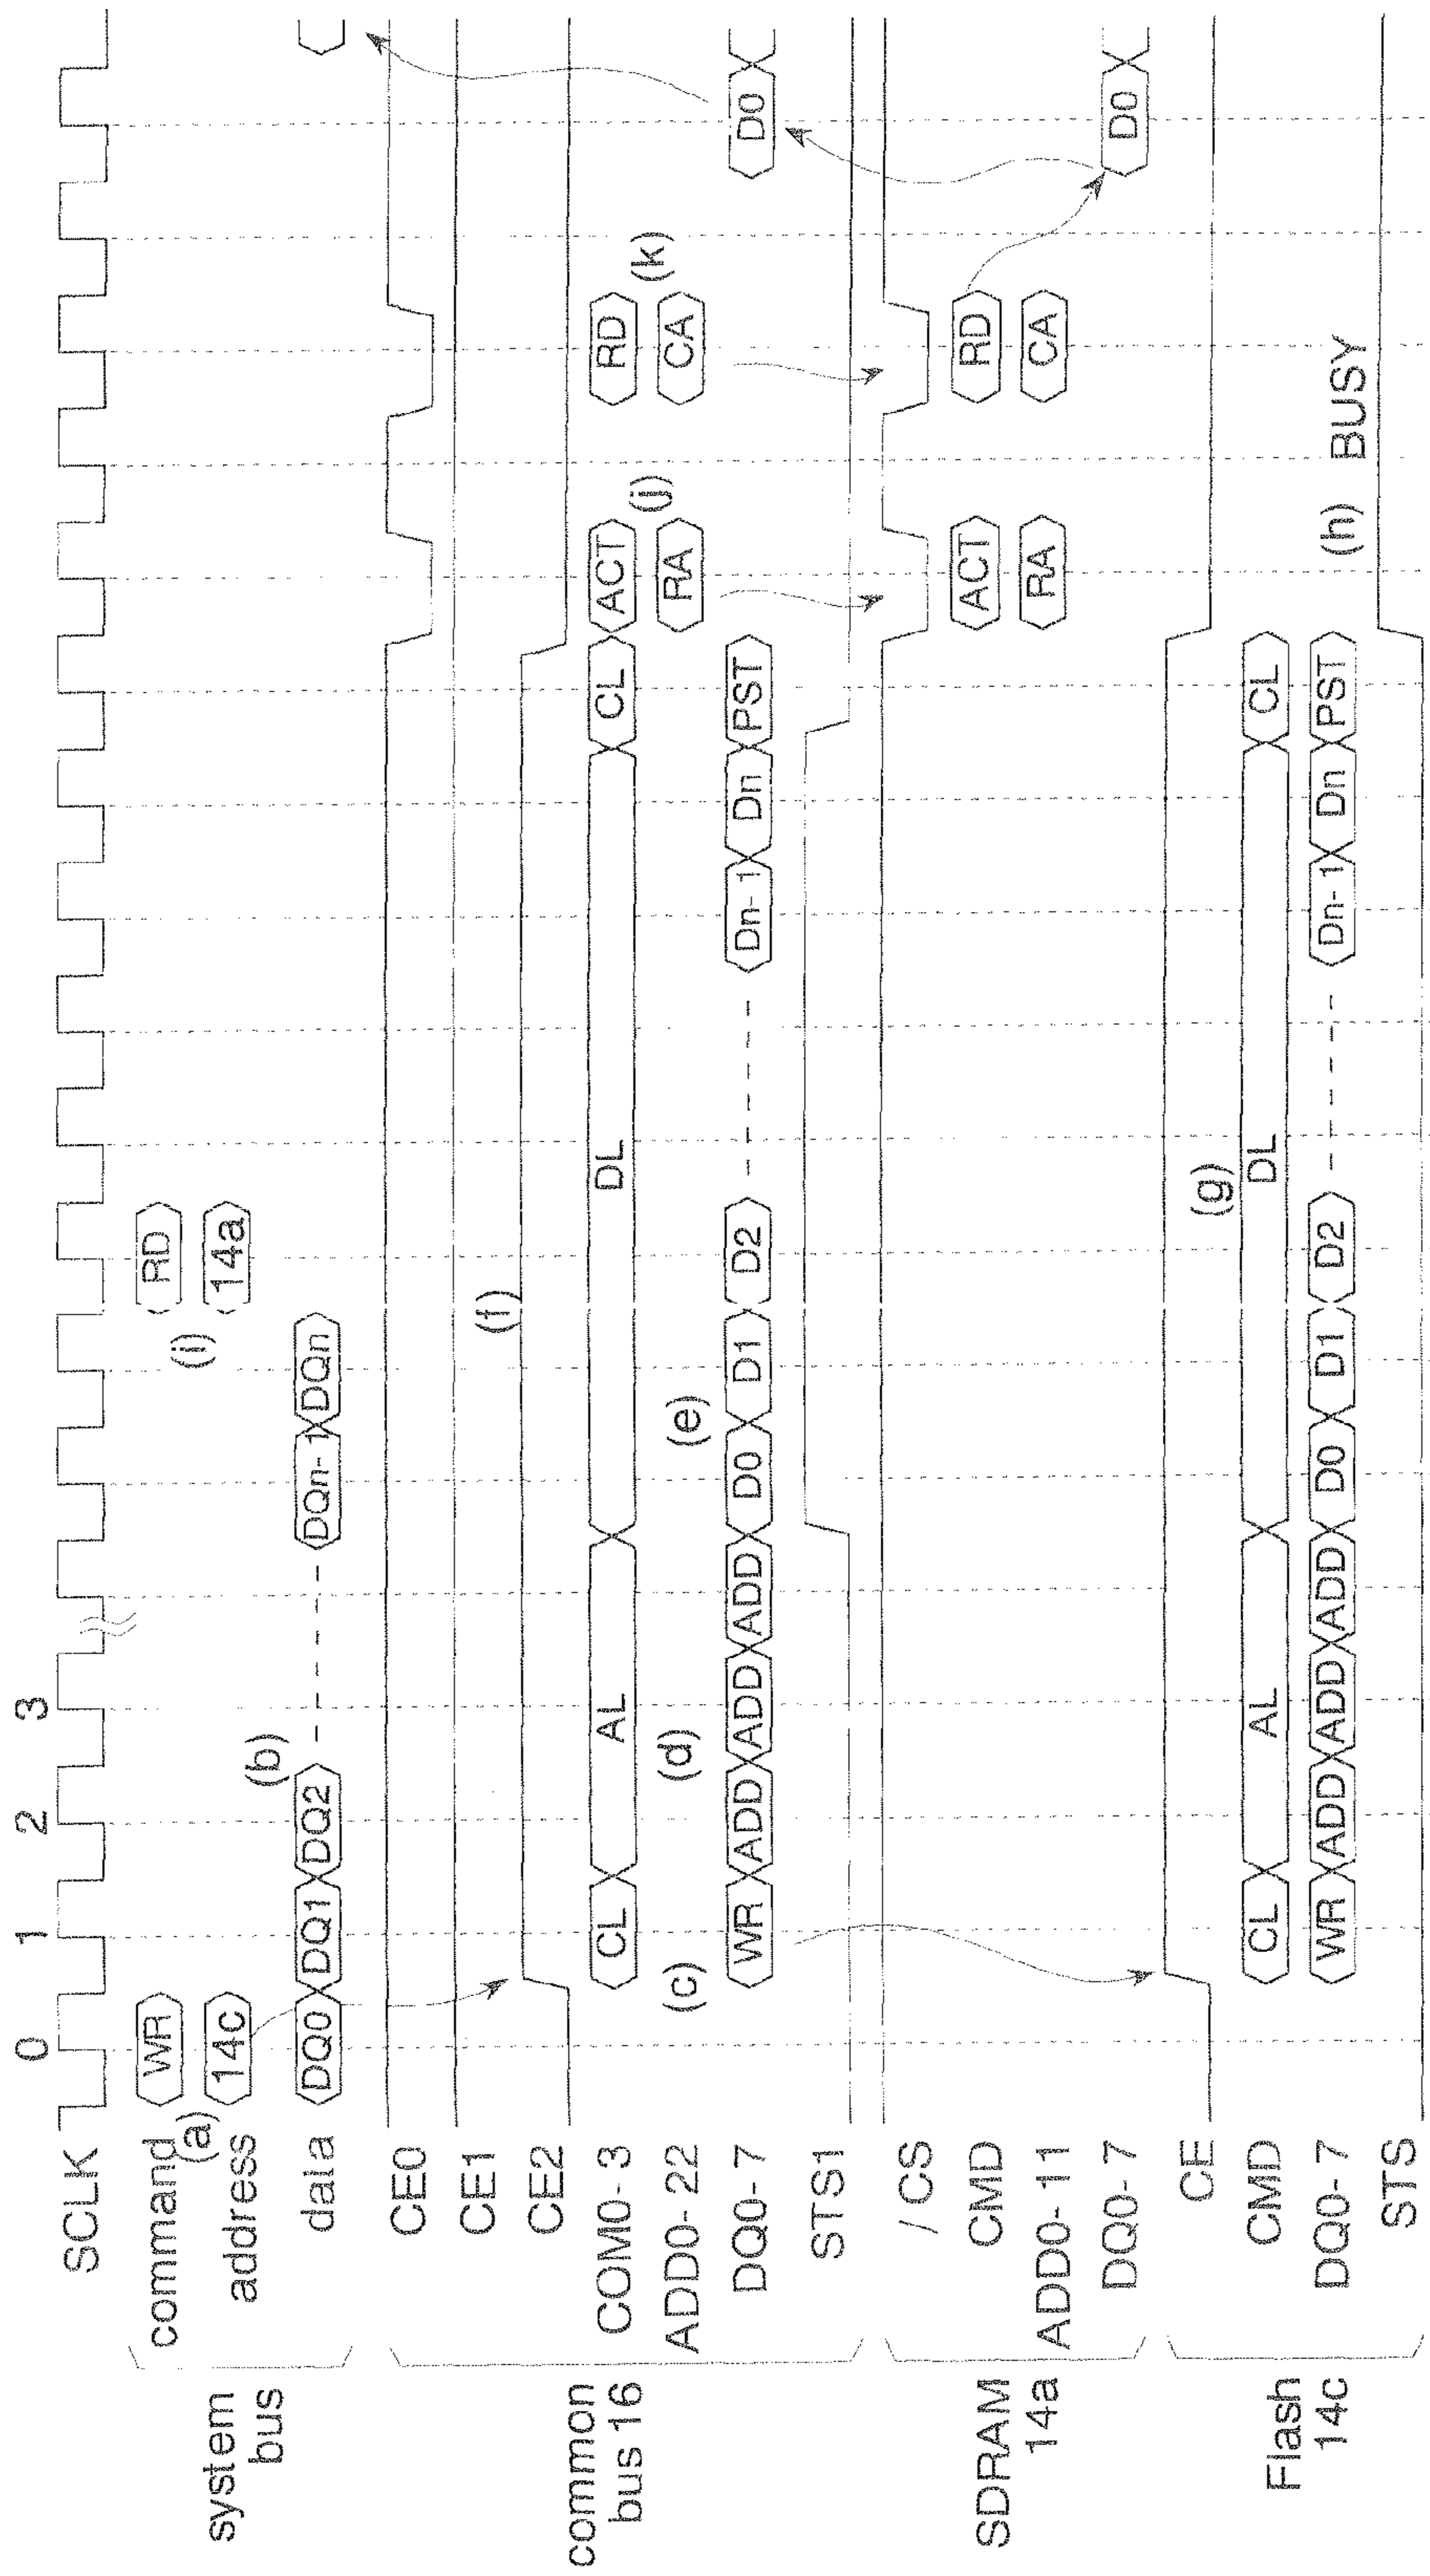 0 1 2 3
SCLK
system bus
command WR RD
(a) (i)
address 14c 14a
(b)
data DQ0 DQ1 DQ2 DQn-1 DQn
common bus 16
CE0
CE1
(f)
CE2
COM0-3 CL AL DL CL ACT RD
(c) (d) (e) (j) (k)
ADD0-22 RA CA
DQ0-7 WR ADD ADD ADD D0 D1 D2 Dn-1 Dn PST D0
STS1
SDRAM 14a
/CS
CMD ACT RD
ADD0-11 RA CA
DQ0-7 D0
Flash 14c
CE
(g)
CMD CL AL DL CL
DQ0-7 WR ADD ADD ADD D0 D1 D2 Dn-1 Dn PST
(h) BUSY
STS